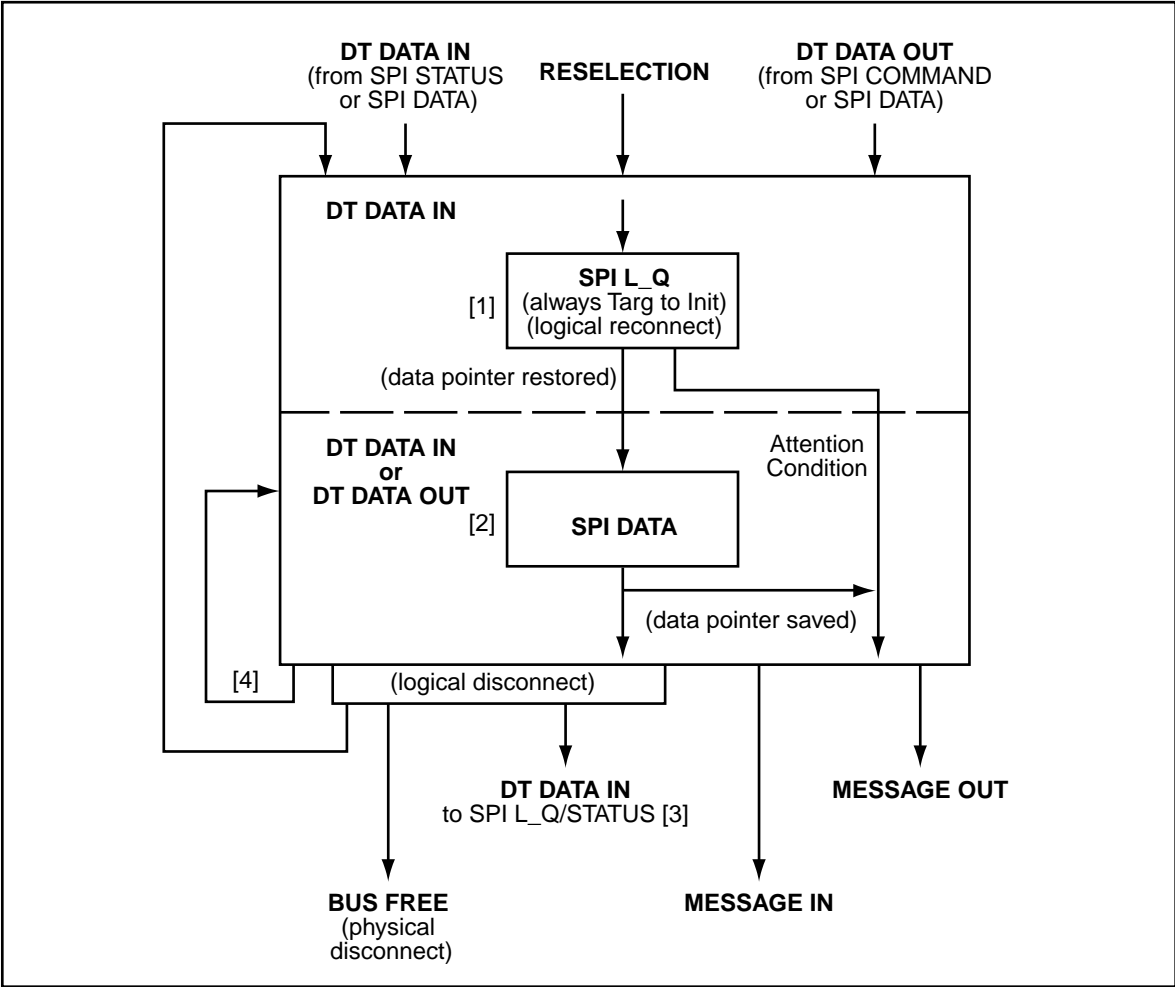 DT DATA IN
(from SPI STATUS
or SPI DATA)
RESELECTION
DT DATA OUT
(from SPI COMMAND
or SPI DATA)
DT DATA IN
SPI L_Q
(always Targ to Init)
(logical reconnect)
[1]
(data pointer restored)
DT DATA IN
or
DT DATA OUT
Attention
Condition
[2]
SPI DATA
(data pointer saved)
[4]
(logical disconnect)
DT DATA IN
to SPI L_Q/STATUS [3]
MESSAGE OUT
BUS FREE
(physical
disconnect)
MESSAGE IN